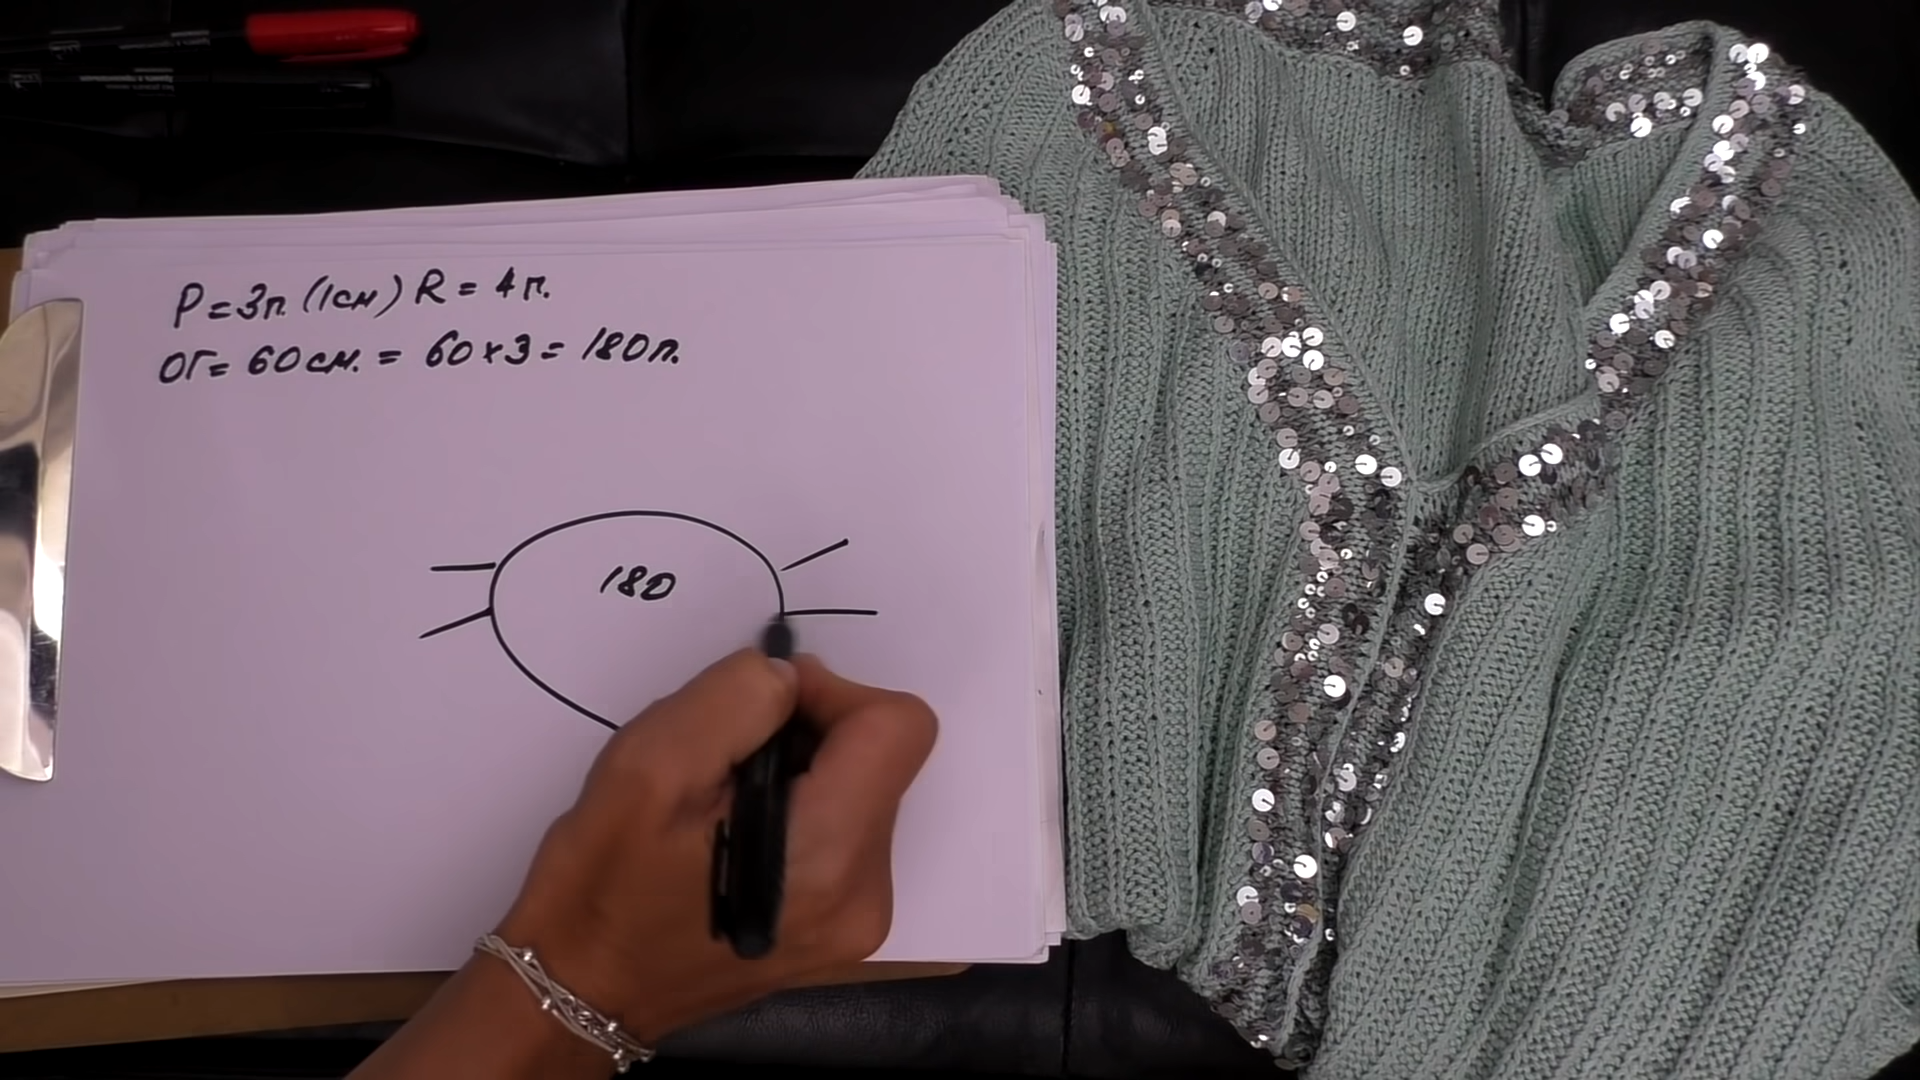 P = 3п. (1см) R = 4п.
ОГ = 60см. = 60 x 3 = 180п.
180